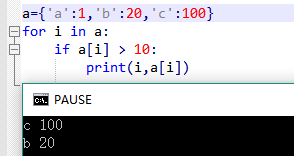 a={'a':1,'b':20,'c':100}
for i in a:
    if a[i] > 10:
        print(i,a[i])
PAUSE
c 100
b 20